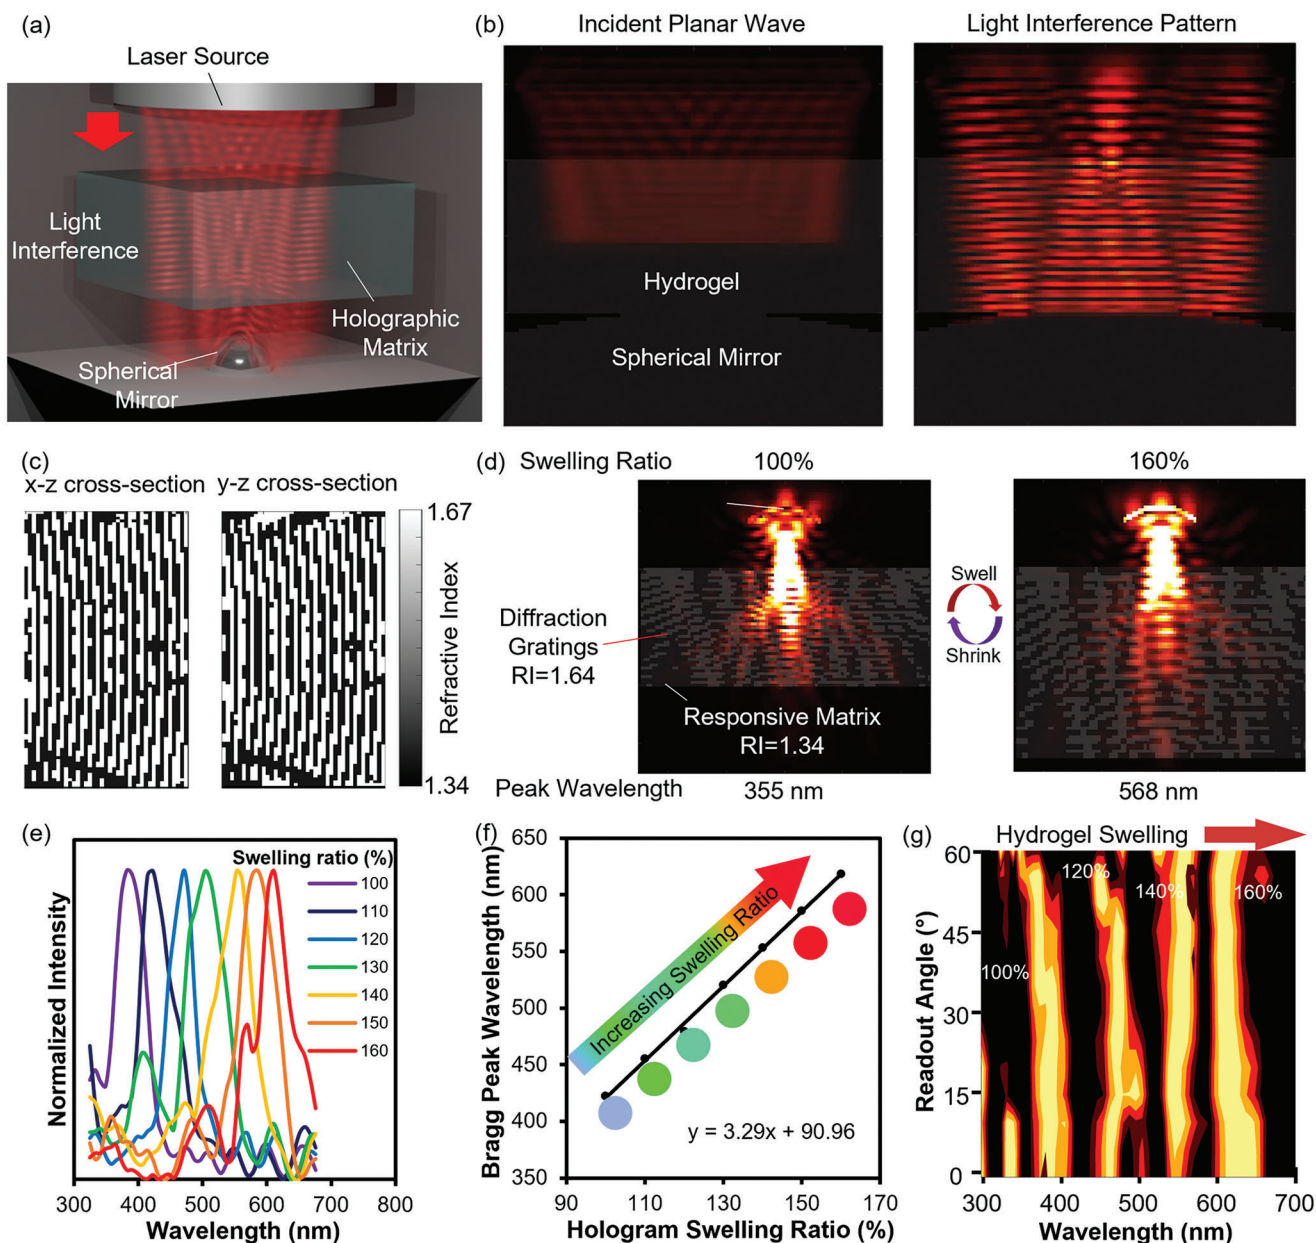 (a)
Laser Source
Light
Interference
Holographic
Matrix
Spherical
Mirror
(b)
Incident Planar Wave
Light Interference Pattern
Hydrogel
Spherical Mirror
(c)
x-z cross-section
y-z cross-section
1.67
Refractive Index
1.34
(d)
Swelling Ratio
100%
160%
Diffraction
Gratings
RI=1.64
Responsive Matrix
RI=1.34
Swell
Shrink
Peak Wavelength
355 nm
568 nm
(e)
Swelling ratio (%)
100
110
120
130
140
150
160
Normalized Intensity
300 400 500 600 700 800
Wavelength (nm)
(f)
650
600
550
500
450
400
350
Bragg Peak Wavelength (nm)
Increasing Swelling Ratio
y = 3.29x + 90.96
90 110 130 150 170
Hologram Swelling Ratio (%)
(g)
Hydrogel Swelling
60
45
30
15
0
Readout Angle (°)
100%
120%
140%
160%
300 400 500 600 700
Wavelength (nm)